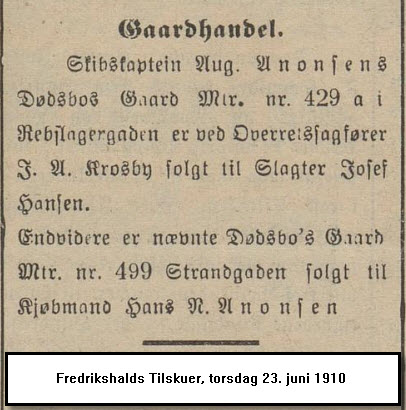 Gaardhandel.
Skibskaptein Aug. Anonsens
Dødsbos Gaard Mtr. nr. 429 a i
Rebslagergaden er ved Overretssagfører
J. A. Krosby solgt til Slagter Josef
Hansen.
Endvidere er nævnte Dødsbo's Gaard
Mtr. nr. 499 Strandgaden solgt til
Kjøbmand Hans N. Anonsen
Fredrikshalds Tilskuer, torsdag 23. juni 1910